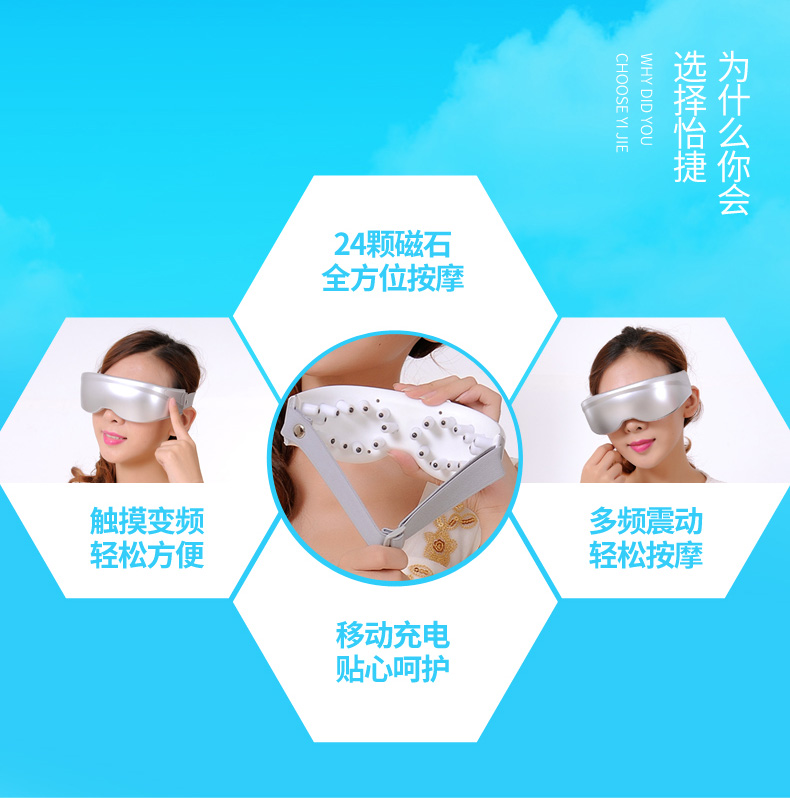 为什么你会
选择怡捷
WHY DID YOU
CHOOSE YI JIE
24颗磁石
全方位按摩
触摸变频
轻松方便
多频震动
轻松按摩
移动充电
贴心呵护